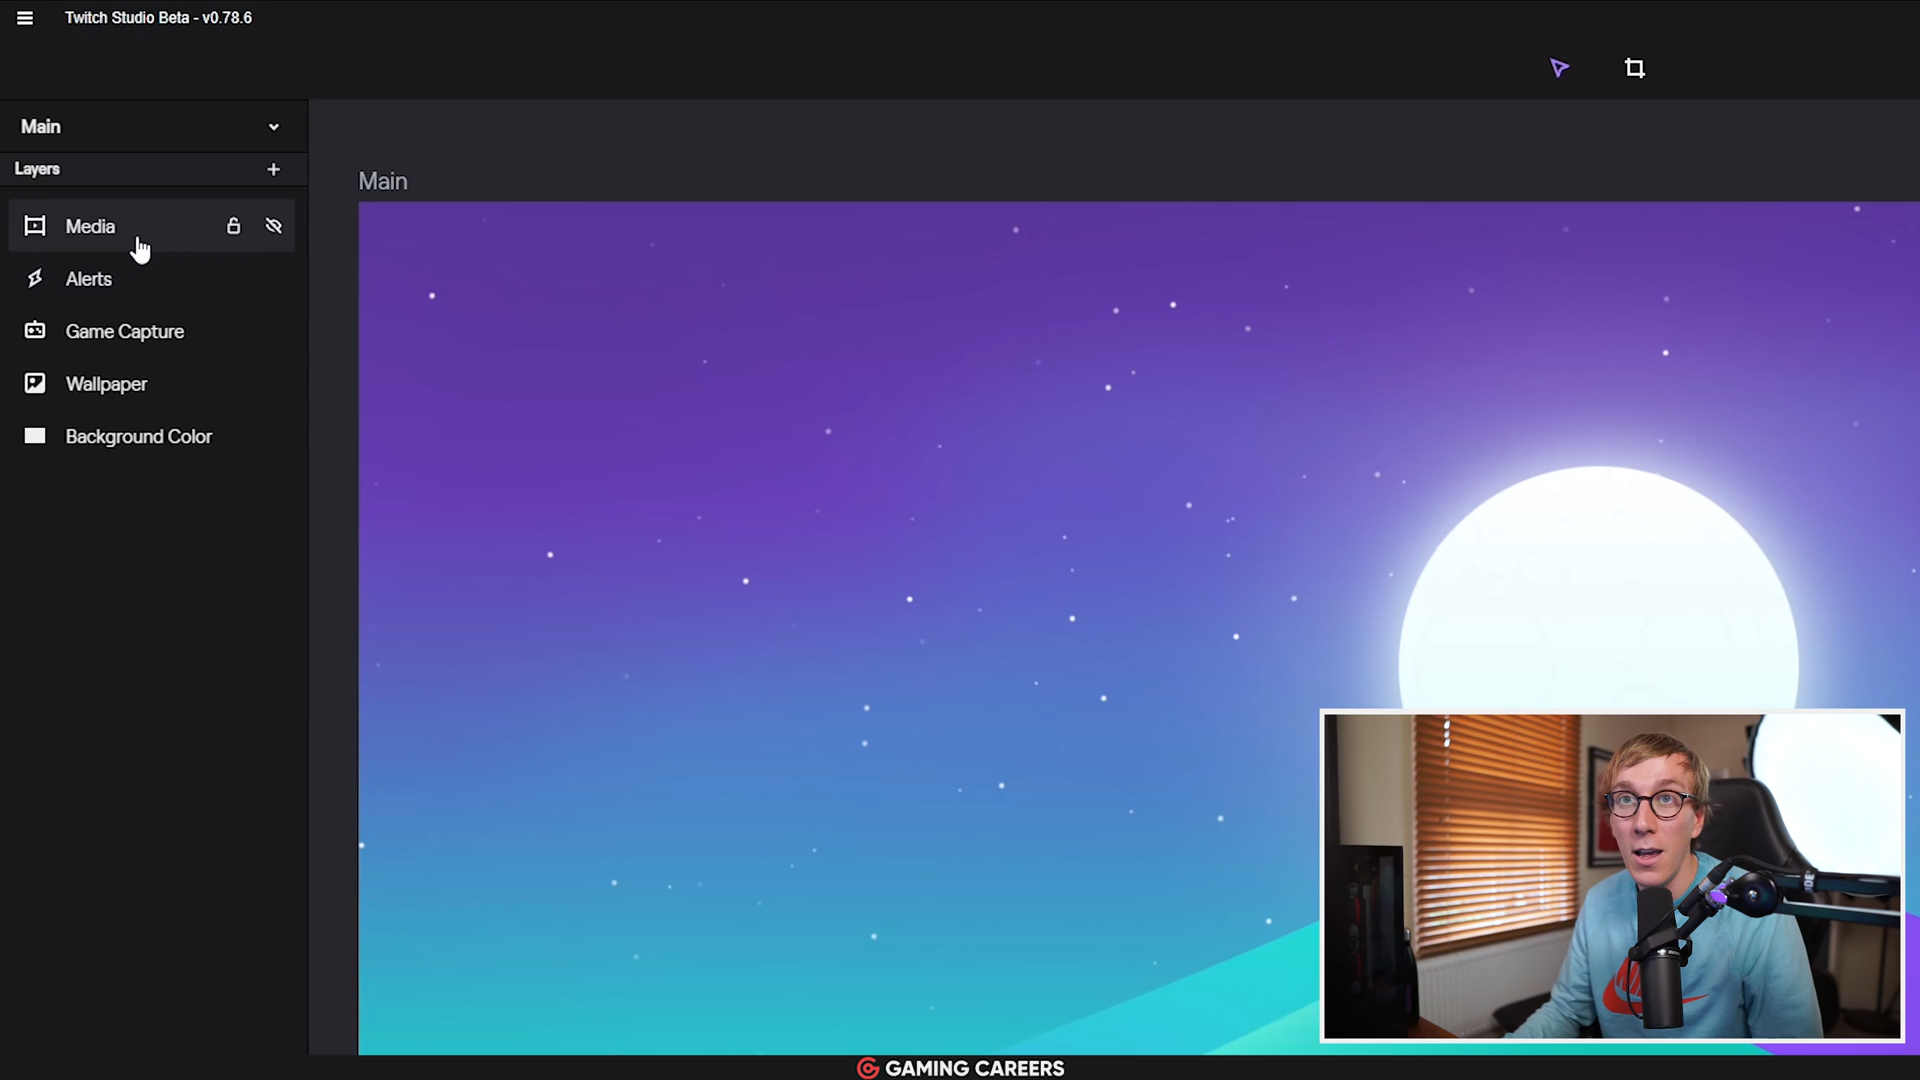 Twitch Studio Beta - v0.78.6
Main
Layers
Main
Media
Alerts
Game Capture
Wallpaper
Background Color
GAMING CAREERS